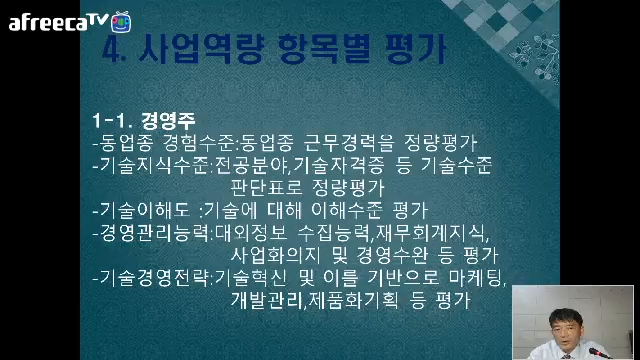 afreecaTV
4. 사업역량 항목별 평가
1-1. 경영주
-동업종 경험수준:동업종 근무경력을 정량평가
-기술지식수준:전공분야,기술자격증 등 기술수준
판단표로 정량평가
-기술이해도 :기술에 대해 이해수준 평가
-경영관리능력:대외정보 수집능력,재무회계지식,
사업화의지 및 경영수완 등 평가
-기술경영전략:기술혁신 및 이를 기반으로 마케팅,
개발관리,제품화기획 등 평가